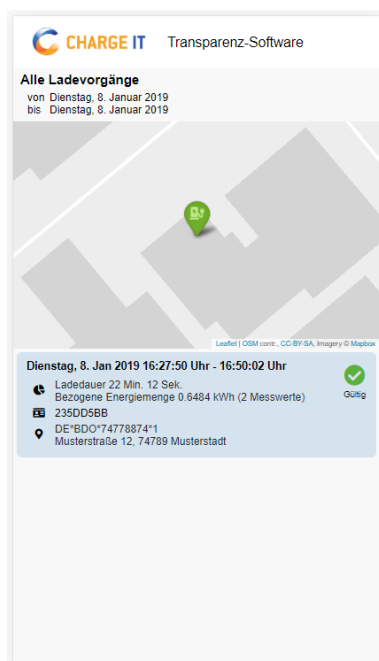 CHARGE IT Transparenz-Software
Alle Ladevorgänge
von Dienstag, 8. Januar 2019
bis Dienstag, 8. Januar 2019
Leaflet | OSM contr., CC-BY-SA, Imagery © Mapbox
Dienstag, 8. Jan 2019 16:27:50 Uhr - 16:50:02 Uhr
Ladedauer 22 Min. 12 Sek.
Bezogene Energiemenge 0.6484 kWh (2 Messwerte)
Gültig
235DD5BB
DE*BDO*74778874*1
Musterstraße 12, 74789 Musterstadt